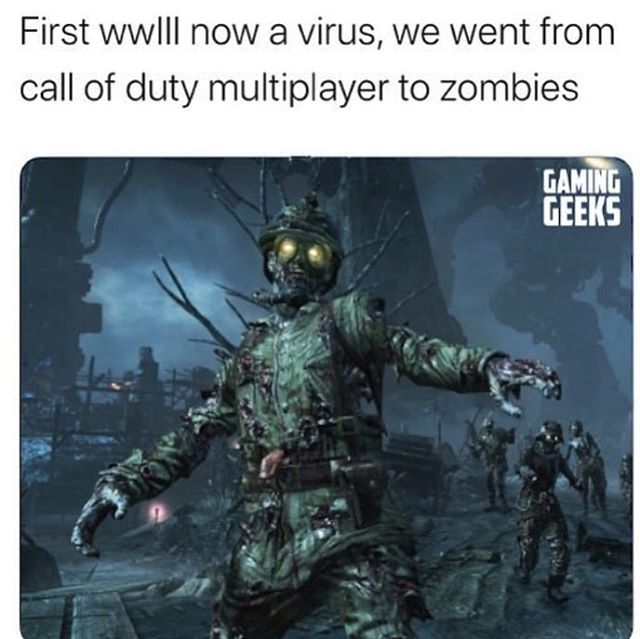 First wwlll now a virus, we went from
call of duty multiplayer to zombies
GAMING
GEEKS